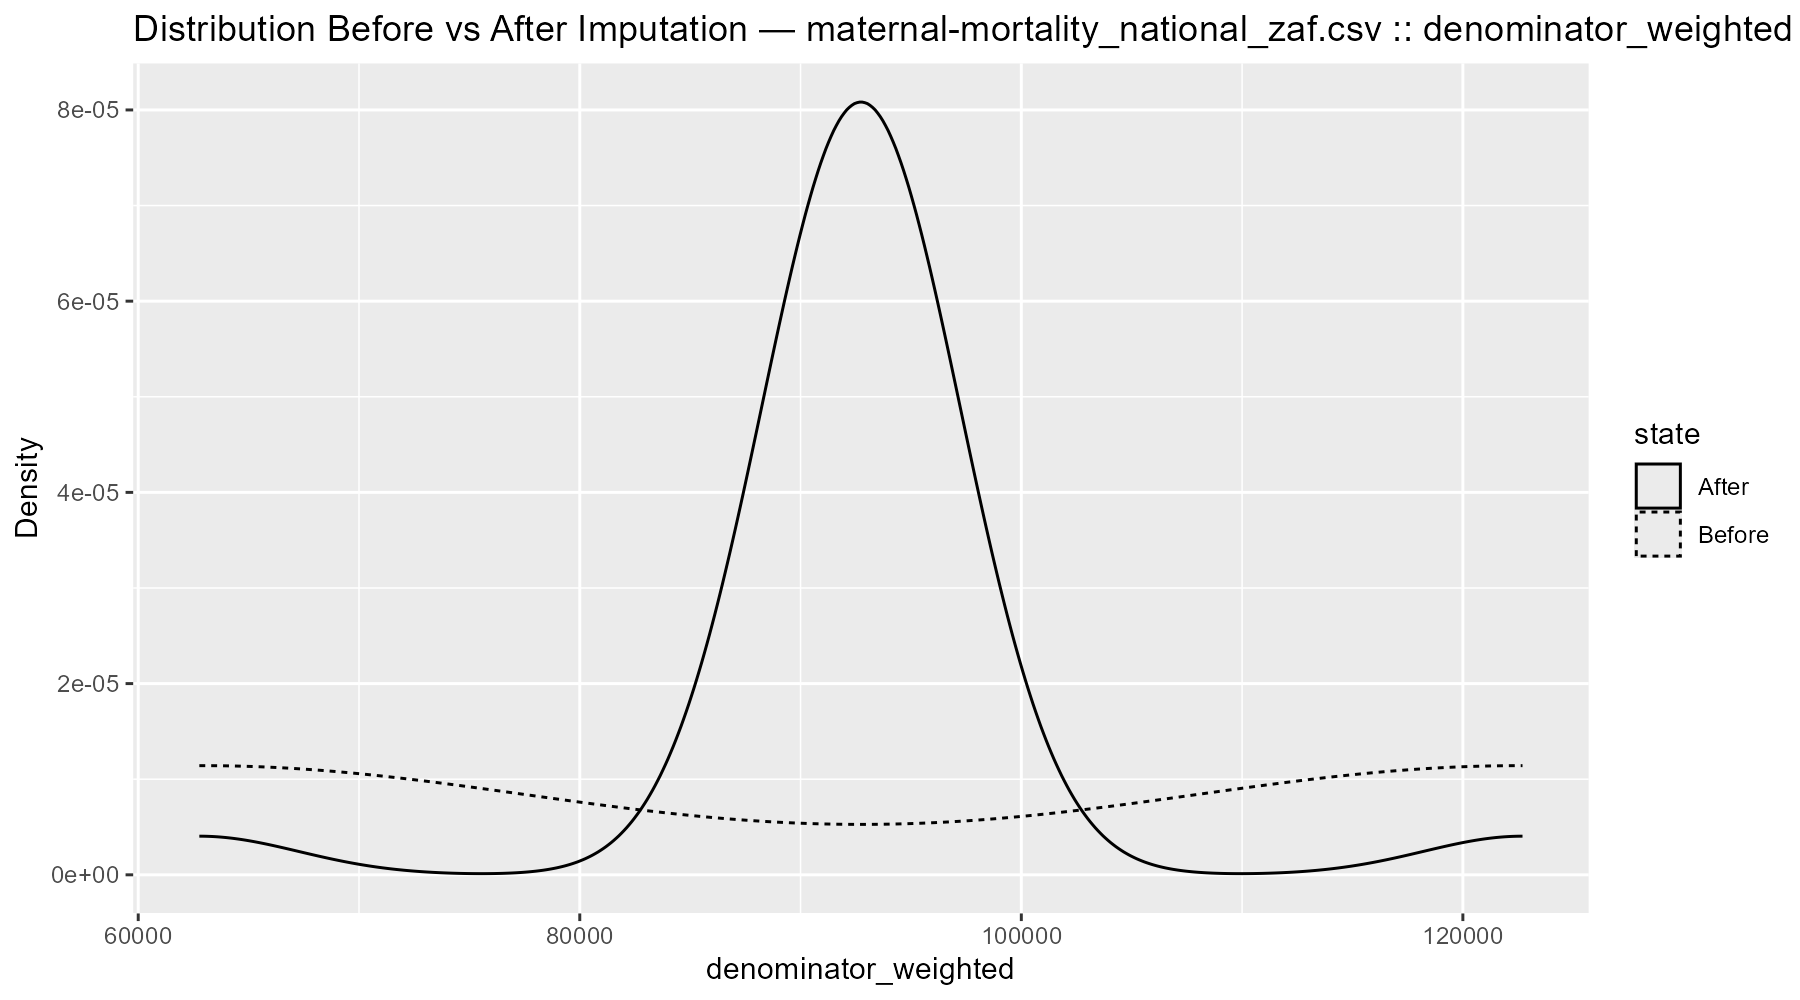 Distribution Before vs After Imputation — maternal-mortality_national_zaf.csv :: denominator_weighted
8e-05
6e-05
4e-05
2e-05
0e+00
Density
60000
80000
100000
120000
denominator_weighted
state
After
Before